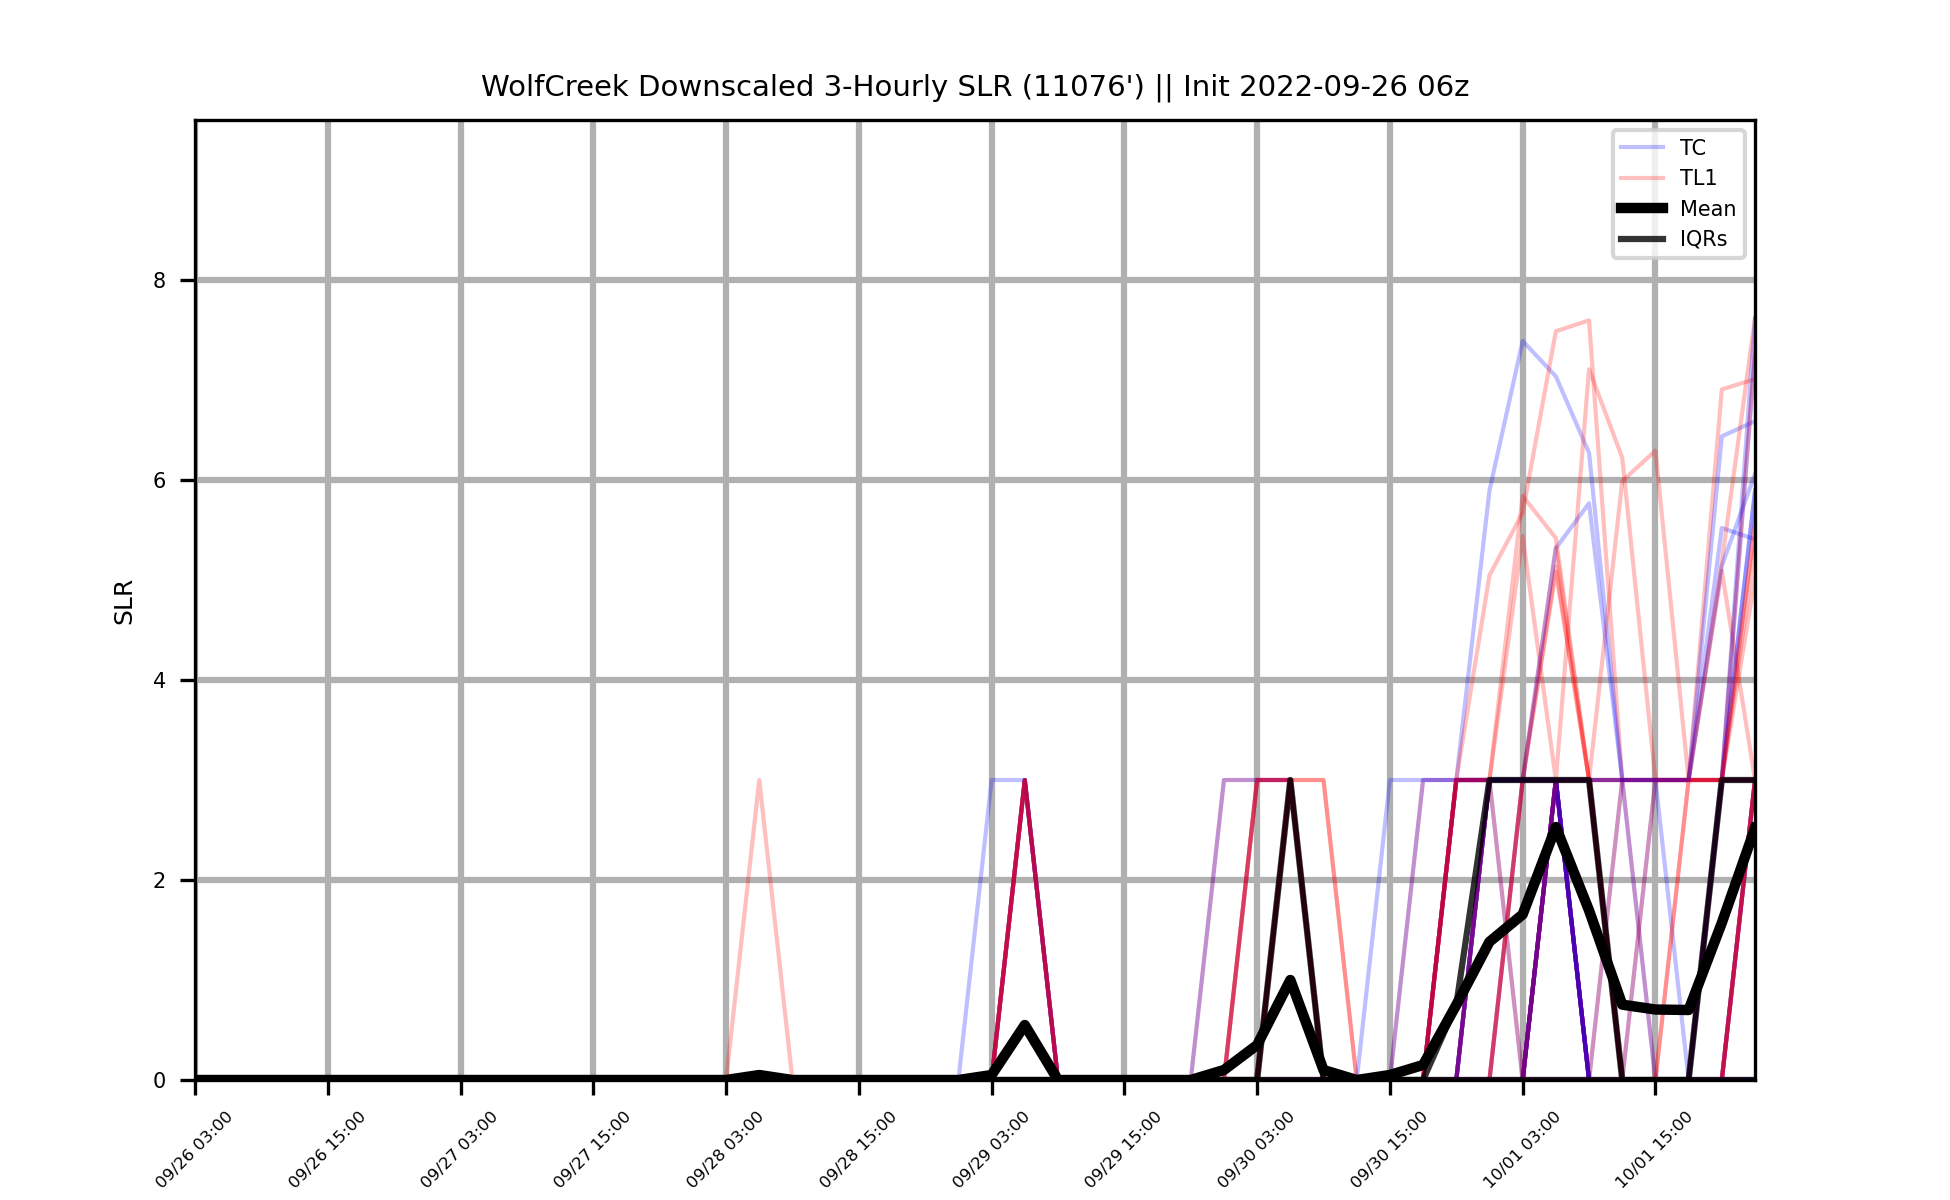 WolfCreek Downscaled 3-Hourly SLR (11076') || Init 2022-09-26 06z
TC
TL1
Mean
IQRs
8
6
4
2
0
SLR
09/26 03:00
09/26 15:00
09/27 03:00
09/27 15:00
09/28 03:00
09/28 15:00
09/29 03:00
09/29 15:00
09/30 03:00
09/30 15:00
10/01 03:00
10/01 15:00